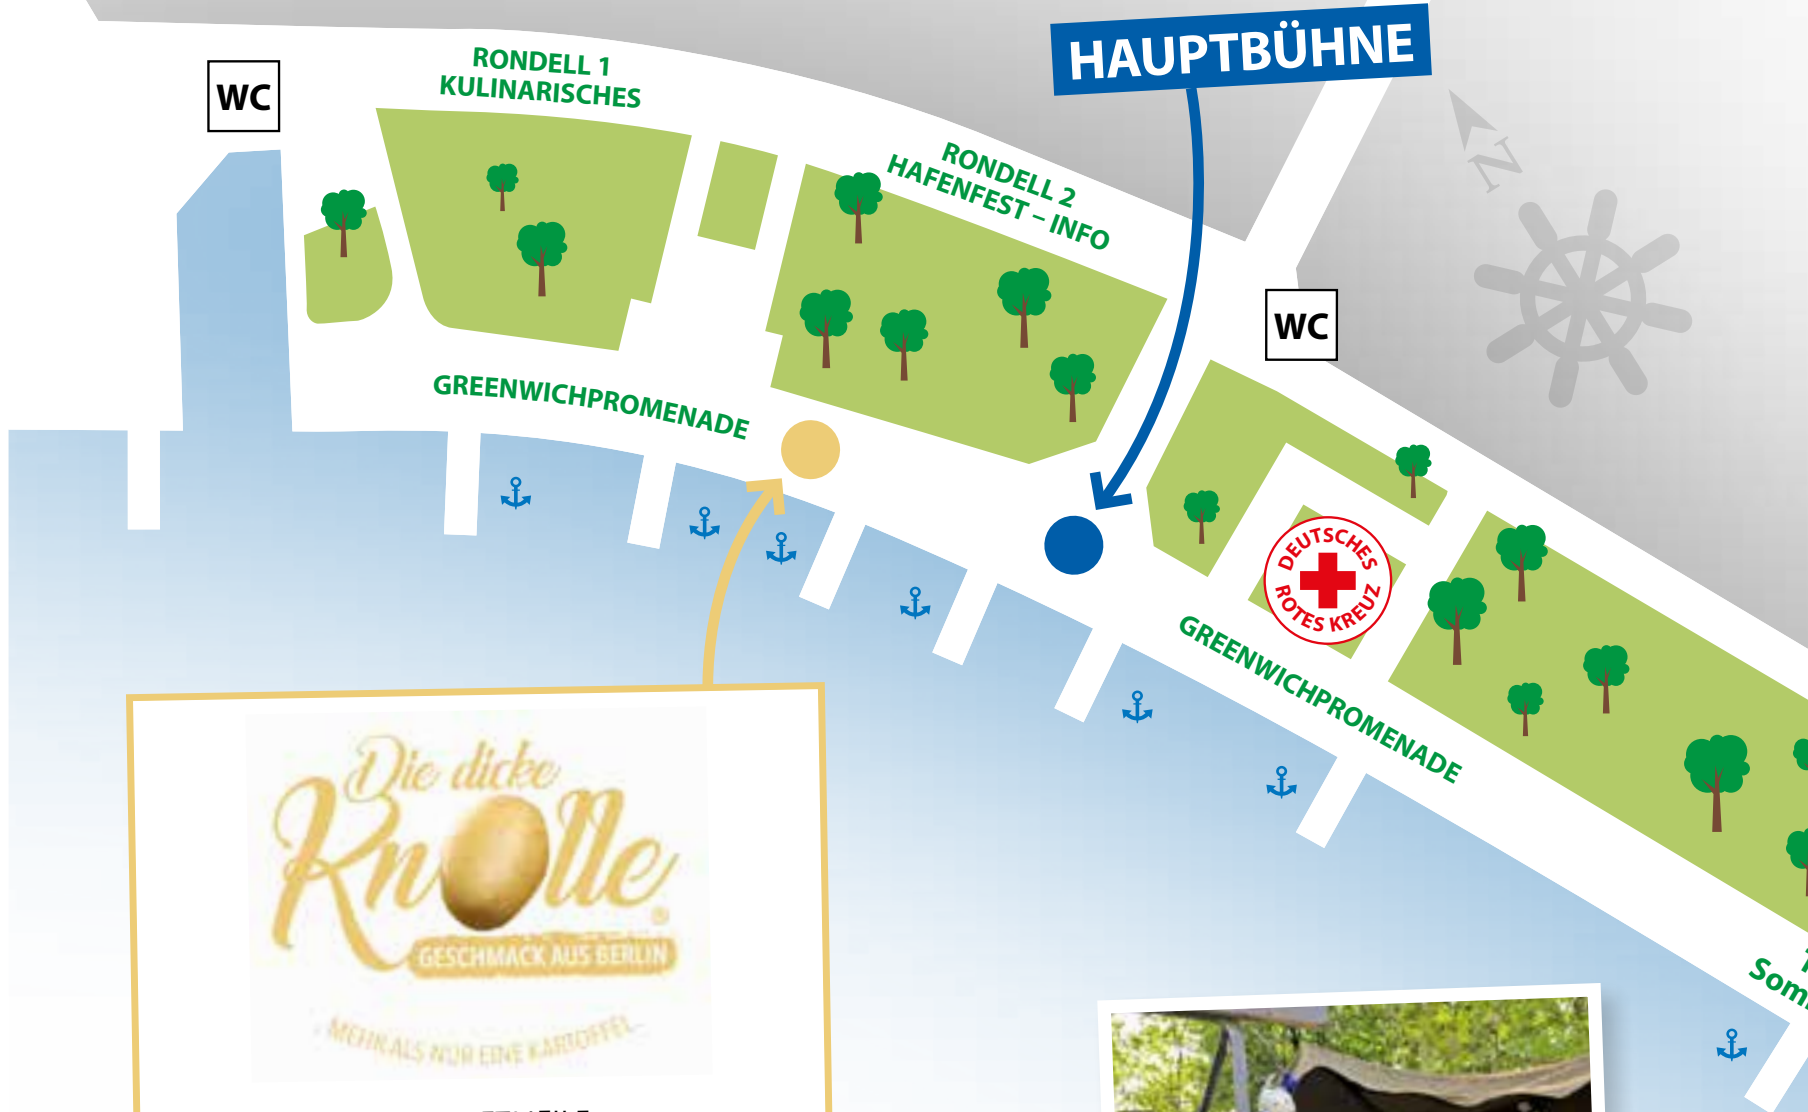 HAUPTBÜHNE
WC
RONDELL 1
KULINARISCHES
RONDELL 2
HAFENFEST – INFO
N
WC
GREENWICHPROMENADE
DEUTSCHES
ROTES KREUZ
GREENWICHPROMENADE
Die dicke
Knolle
®
GESCHMACK AUS BERLIN
MEHR ALS NUR EINE KARTOFFEL
Som